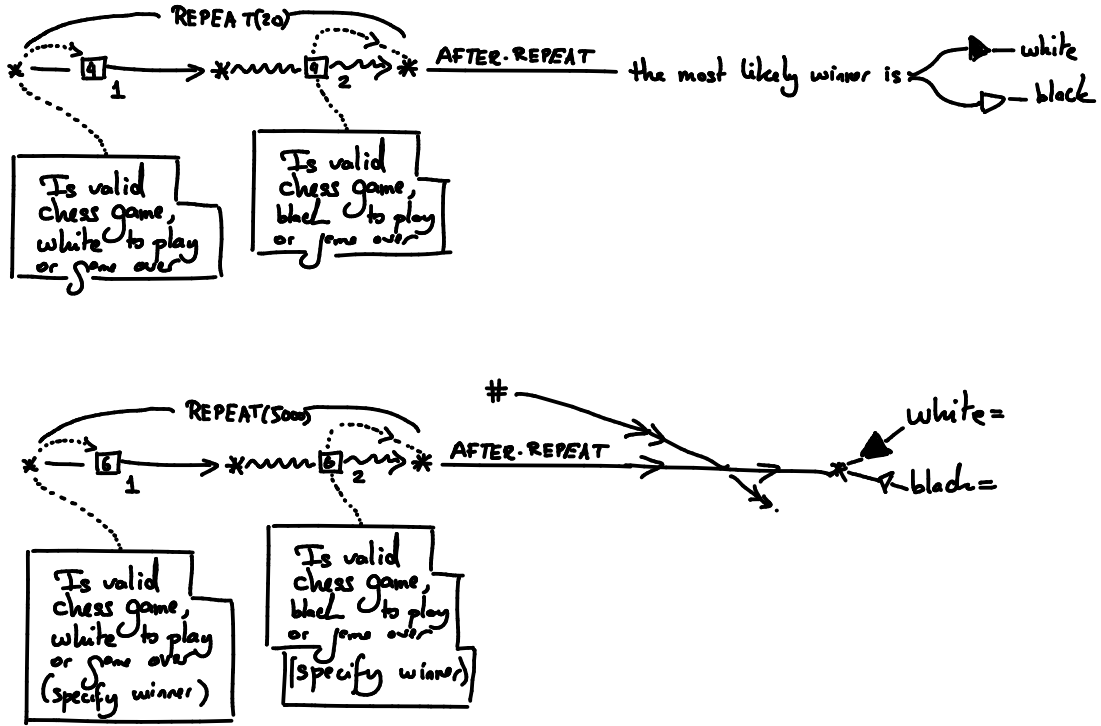 REPEAT(20)
4
1
9
2
AFTER-REPEAT
the most likely winner is
white
black
Is valid
chess game,
white to play
or game over
Is valid
chess game,
black to play
or game over
REPEAT(5000)
#
6
1
6
2
AFTER-REPEAT
white=
black=
Is valid
chess game,
white to play
or game over
(specify winner)
Is valid
chess game,
black to play
or game over
(specify winner)